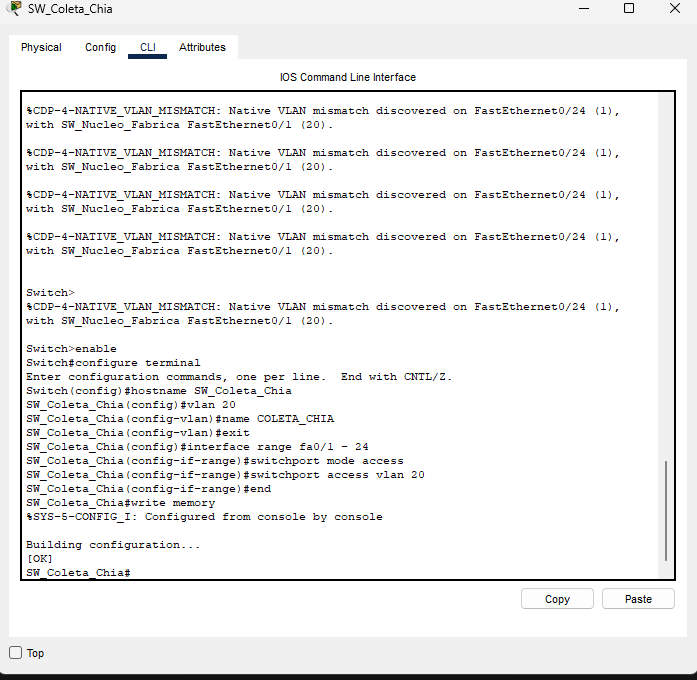 SW_Coleta_Chia
Physical Config CLI Attributes
IOS Command Line Interface
%CDP-4-NATIVE_VLAN_MISMATCH: Native VLAN mismatch discovered on FastEthernet0/24 (1),
with SW_Nucleo_Fabrica FastEthernet0/1 (20).
%CDP-4-NATIVE_VLAN_MISMATCH: Native VLAN mismatch discovered on FastEthernet0/24 (1),
with SW_Nucleo_Fabrica FastEthernet0/1 (20).
%CDP-4-NATIVE_VLAN_MISMATCH: Native VLAN mismatch discovered on FastEthernet0/24 (1),
with SW_Nucleo_Fabrica FastEthernet0/1 (20).
%CDP-4-NATIVE_VLAN_MISMATCH: Native VLAN mismatch discovered on FastEthernet0/24 (1),
with SW_Nucleo_Fabrica FastEthernet0/1 (20).
Switch>
%CDP-4-NATIVE_VLAN_MISMATCH: Native VLAN mismatch discovered on FastEthernet0/24 (1),
with SW_Nucleo_Fabrica FastEthernet0/1 (20).
Switch>enable
Switch#configure terminal
Enter configuration commands, one per line.  End with CNTL/Z.
Switch(config)#hostname SW_Coleta_Chia
SW_Coleta_Chia(config)#vlan 20
SW_Coleta_Chia(config-vlan)#name COLETA_CHIA
SW_Coleta_Chia(config-vlan)#exit
SW_Coleta_Chia(config)#interface range fa0/1 - 24
SW_Coleta_Chia(config-if-range)#switchport mode access
SW_Coleta_Chia(config-if-range)#switchport access vlan 20
SW_Coleta_Chia(config-if-range)#end
SW_Coleta_Chia#write memory
%SYS-5-CONFIG_I: Configured from console by console
Building configuration...
[OK]
SW_Coleta_Chia#
Copy Paste
Top